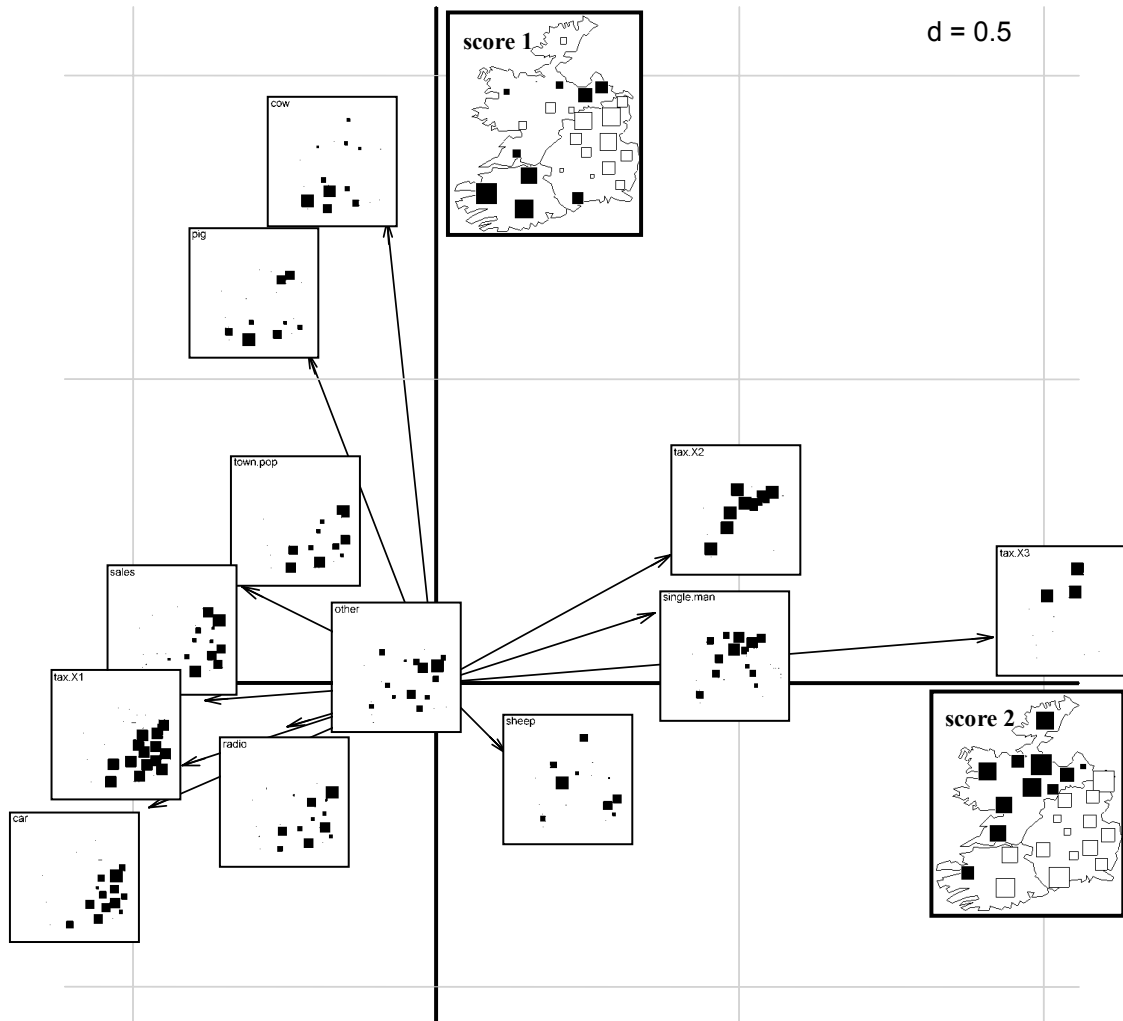 score 1
d = 0.5
cow
pig
town.pop
tax.X2
sales
tax.X3
other
single.man
tax.X1
score 2
sheep
radio
car